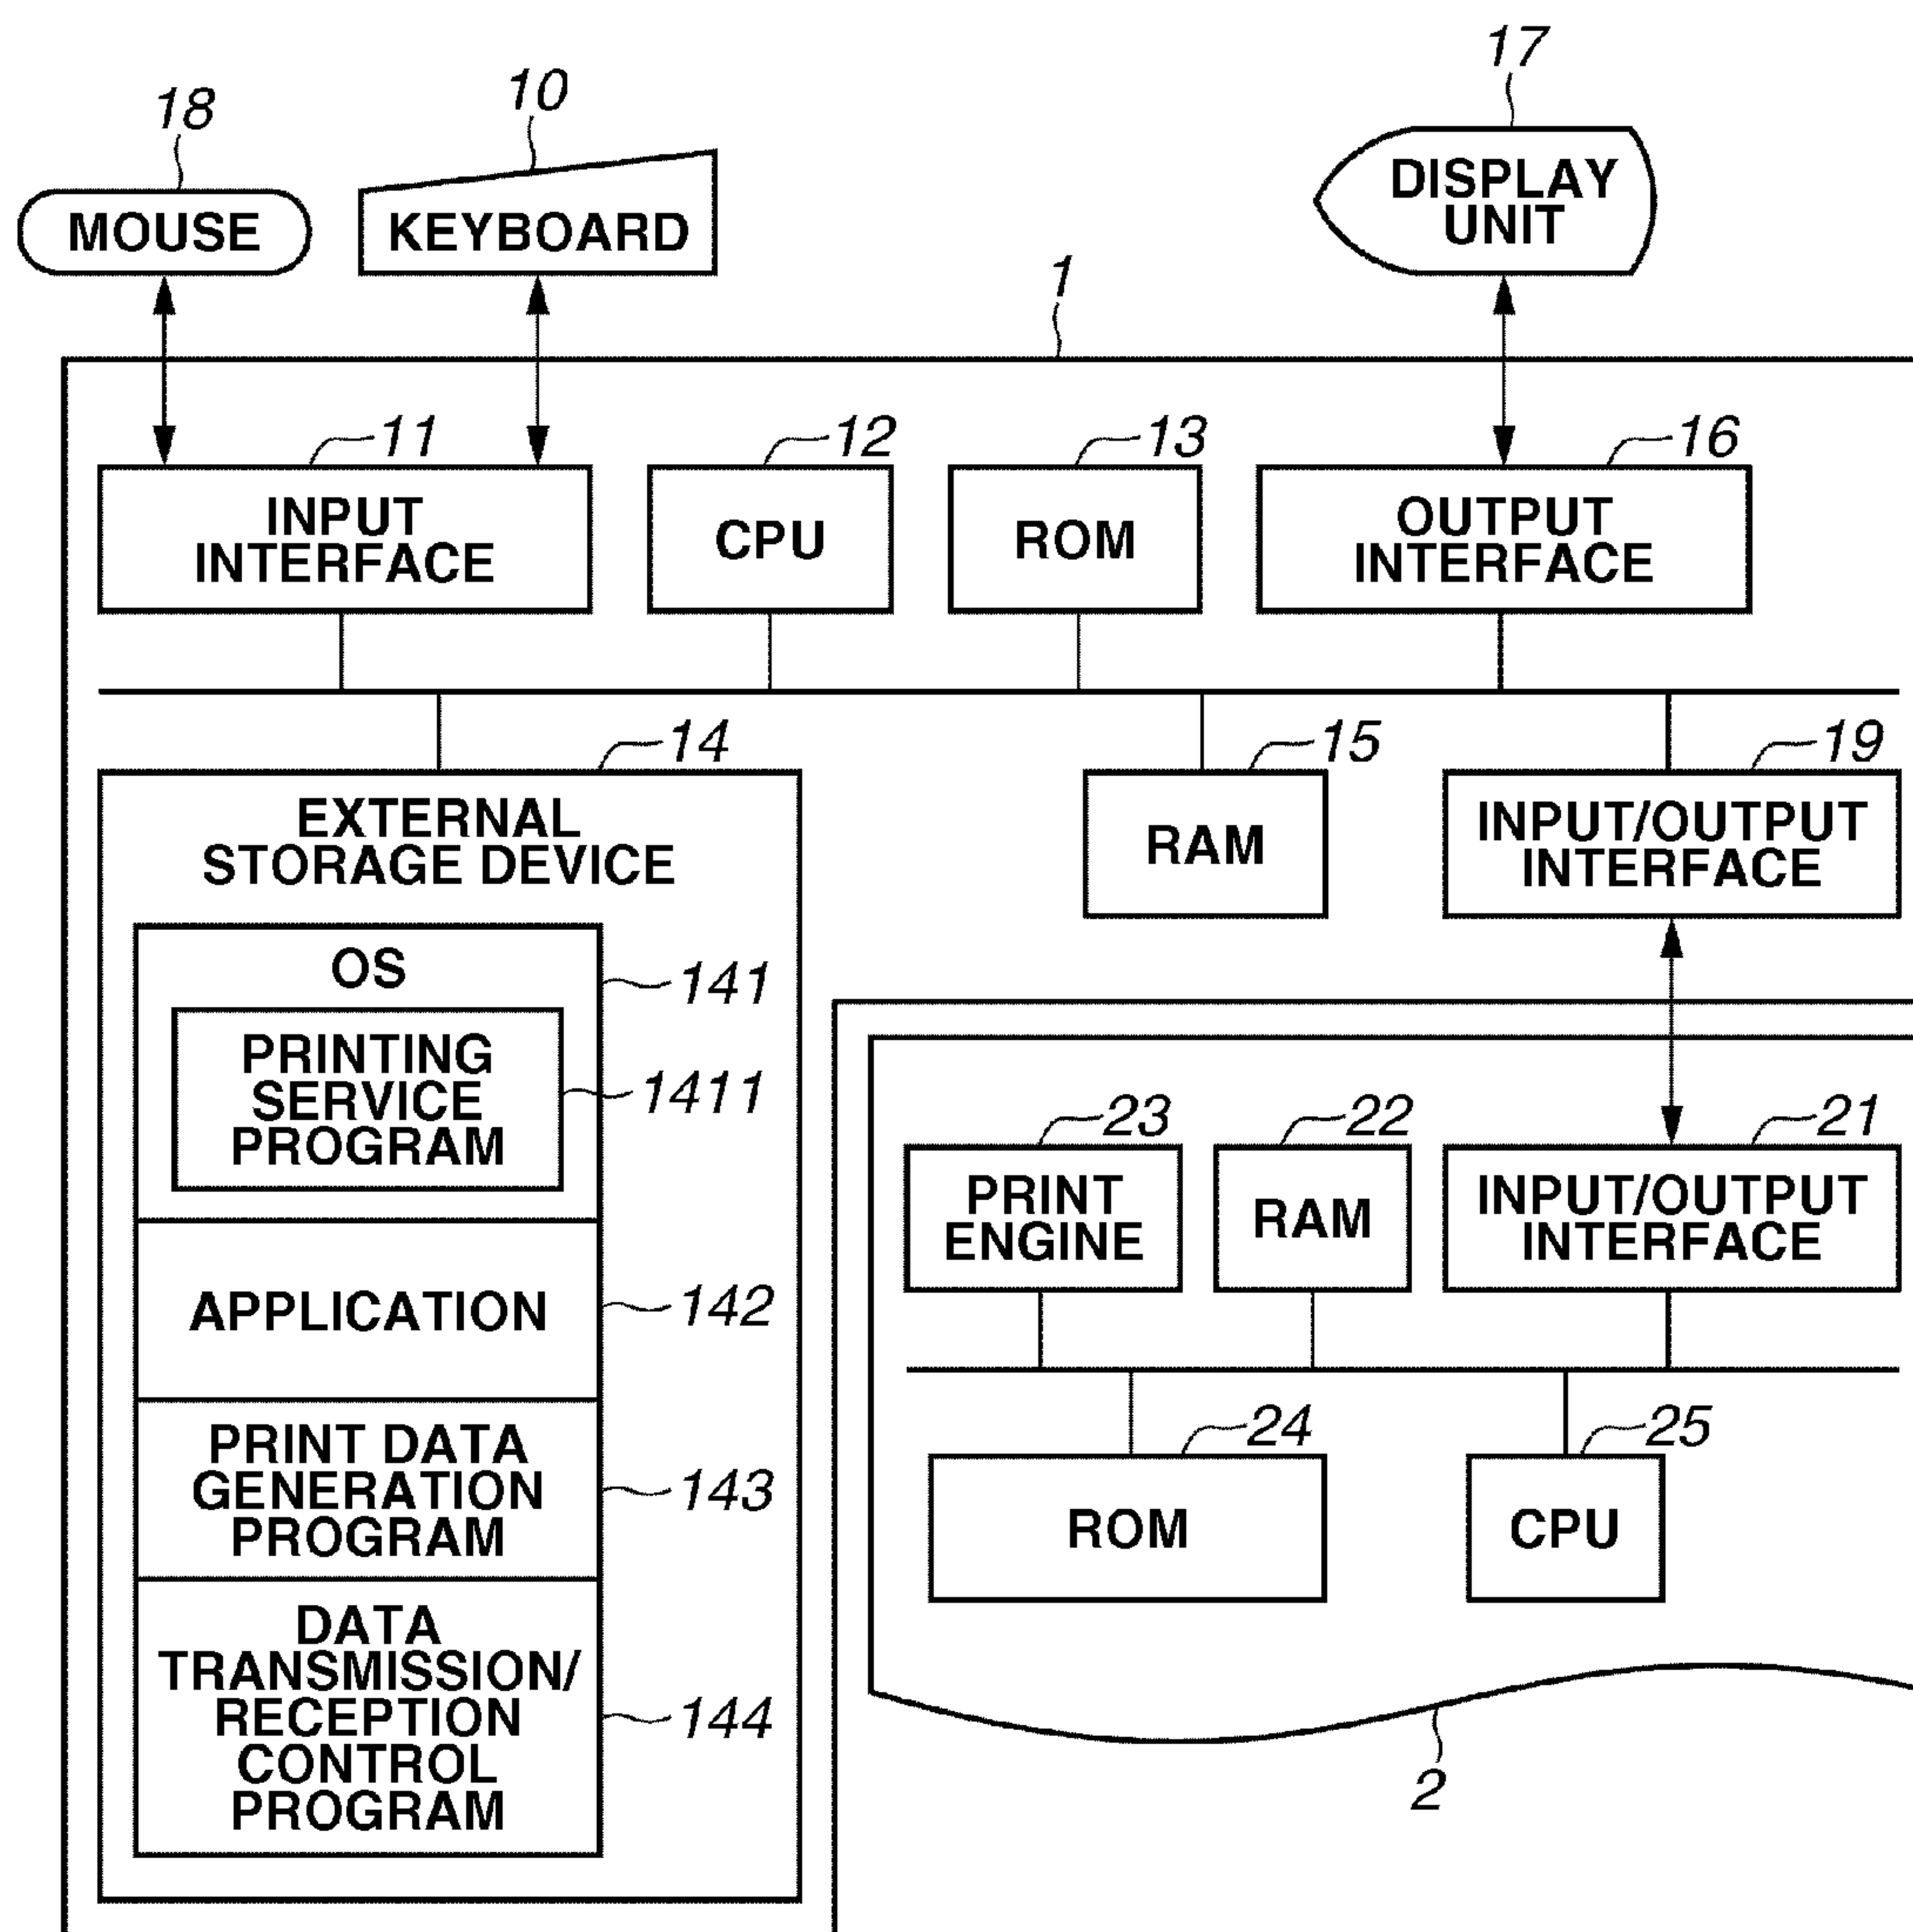 17
10
18
DISPLAY
UNIT
MOUSE
KEYBOARD
1
11
12
13
16
INPUT
INTERFACE
CPU
ROM
OUTPUT
INTERFACE
14
15
19
EXTERNAL
STORAGE DEVICE
RAM
INPUT/OUTPUT
INTERFACE
OS
141
PRINTING
SERVICE
PROGRAM
1411
23
22
21
PRINT
ENGINE
RAM
INPUT/OUTPUT
INTERFACE
APPLICATION
142
24
25
PRINT DATA
GENERATION
PROGRAM
143
ROM
CPU
DATA
TRANSMISSION/
RECEPTION
CONTROL
PROGRAM
144
2